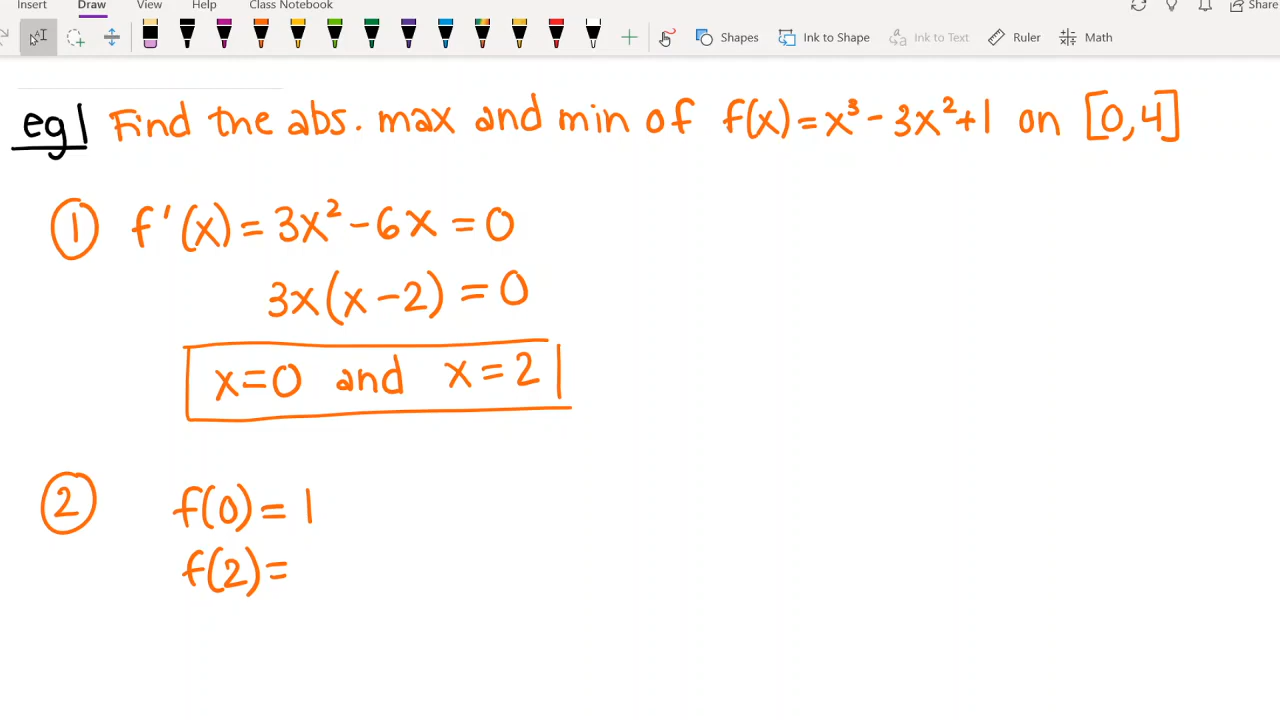 Insert Draw View Help Class Notebook Share
Shapes Ink to Shape Ink to Text Ruler Math
eg1 Find the abs. max and min of f(x)=x³-3x²+1 on [0,4]
① f'(x)=3x²-6x=0
3x(x-2)=0
x=0 and x=2
② f(0)=1
f(2)=